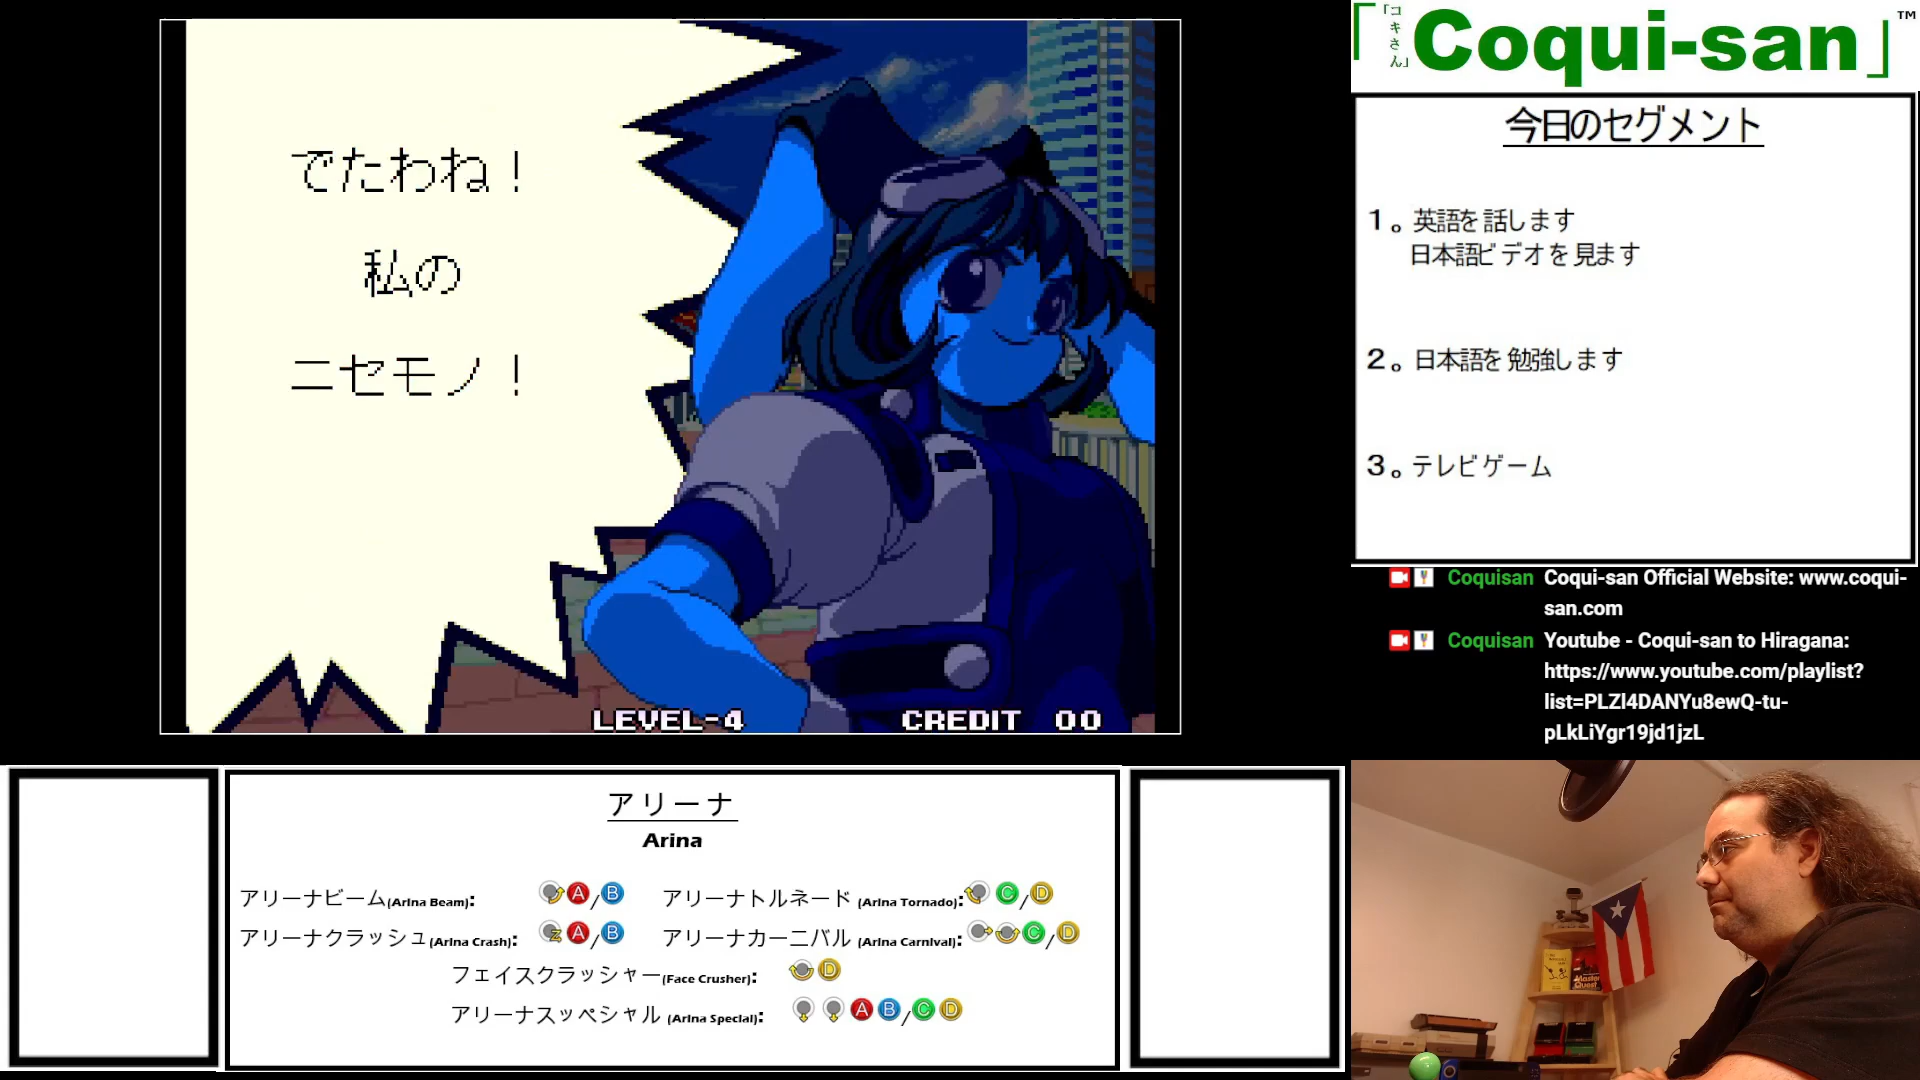 でたわね！
私の
ニセモノ！
LEVEL-4
CREDIT 00
「コキさん」
「Coqui-san」™
今日のセグメント
1。英語を話します
日本語ビデオを見ます
2。日本語を勉強します
3。テレビゲーム
Coquisan Coqui-san Official Website: www.coqui-
san.com
Coquisan Youtube - Coqui-san to Hiragana:
https://www.youtube.com/playlist?
list=PLZl4DANYu8ewQ-tu-
pLkLiYgr19jd1jzL
アリーナ
Arina
アリーナビーム(Arina Beam): A/B
アリーナトルネード (Arina Tornado): C/D
アリーナクラッシュ(Arina Crash): Z A/B
アリーナカーニバル (Arina Carnival): C/D
フェイスクラッシャー(Face Crusher): D
アリーナスッペシャル (Arina Special): A B/C D
Master
Quest